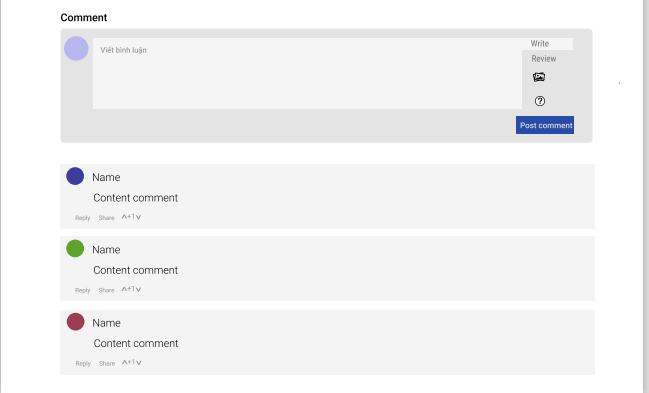 Comment
Viết bình luận
Write
Review
Post comment
Name
Content comment
Reply Share ˄+1˅
Name
Content comment
Reply Share ˄+1˅
Name
Content comment
Reply Share ˄+1˅